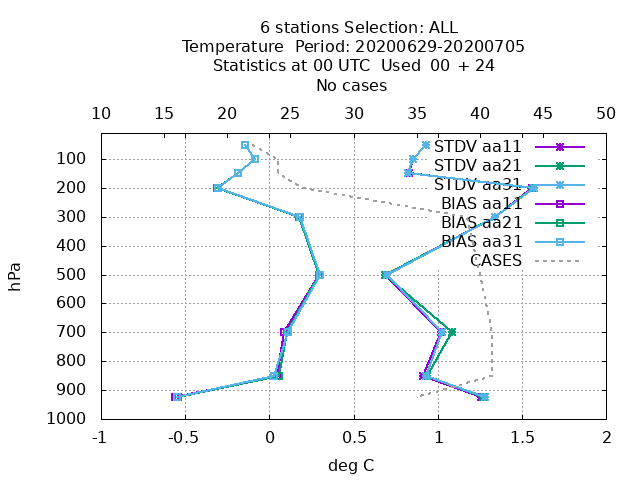 6 stations Selection: ALL
Temperature  Period: 20200629-20200705
Statistics at 00 UTC  Used  00 + 24
No cases
10 15 20 25 30 35 40 45 50
STDV aa11
STDV aa21
STDV aa31
BIAS aa11
BIAS aa21
BIAS aa31
CASES
100
200
300
400
500
600
700
800
900
1000
hPa
-1 -0.5 0 0.5 1 1.5 2
deg C